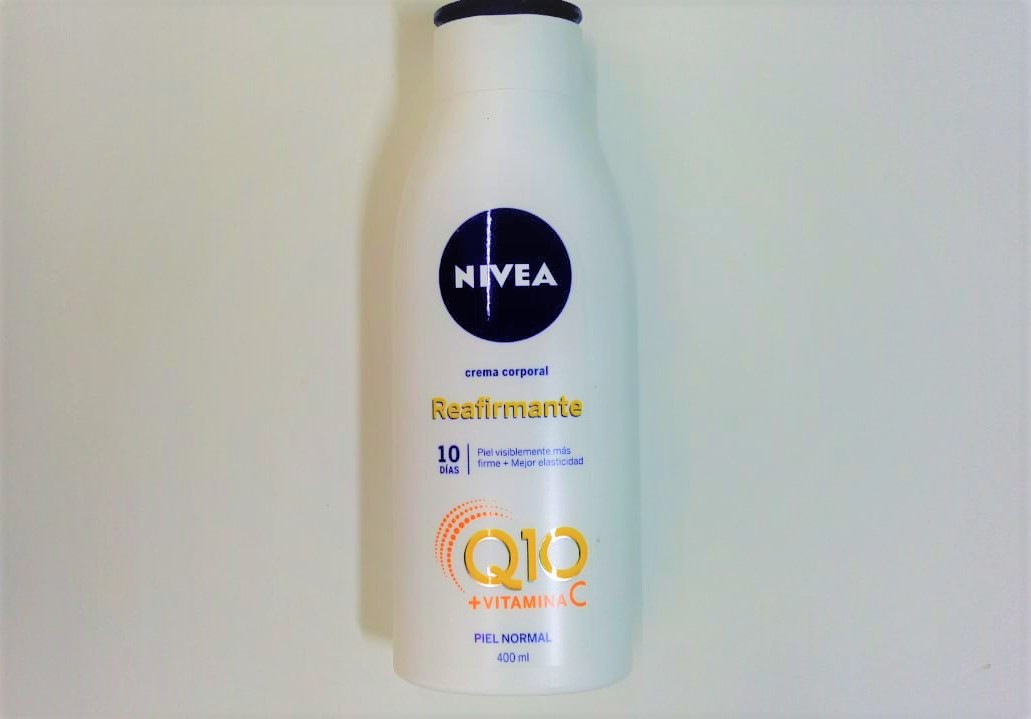 NIVEA
crema corporal
Reafirmante
10
DÍAS
Piel visiblemente más
firme + Mejor elasticidad
Q10
+VITAMINA C
PIEL NORMAL
400 ml